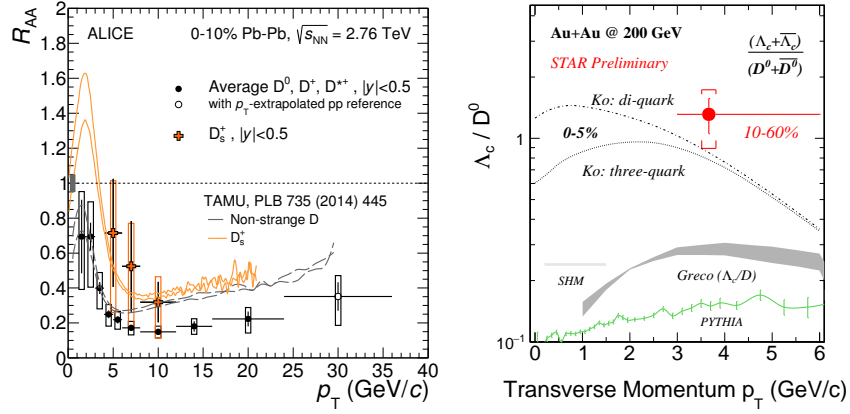 R_AA
ALICE
0-10% Pb-Pb, √s_NN = 2.76 TeV
Average D⁰, D⁺, D*⁺, |y|<0.5
with p_T-extrapolated pp reference
D_s⁺, |y|<0.5
TAMU, PLB 735 (2014) 445
Non-strange D
D_s⁺
2
1.8
1.6
1.4
1.2
1
0.8
0.6
0.4
0.2
0
0 5 10 15 20 25 30 35 40
p_T (GeV/c)
Λ_c / D⁰
Au+Au @ 200 GeV
STAR Preliminary
(Λ_c+Λ̅_c)
(D⁰+D̅⁰)
Ko: di-quark
0-5%
10-60%
Ko: three-quark
SHM
Greco (Λ_c/D)
PYTHIA
1
10⁻¹
0 1 2 3 4 5 6
Transverse Momentum p_T (GeV/c)